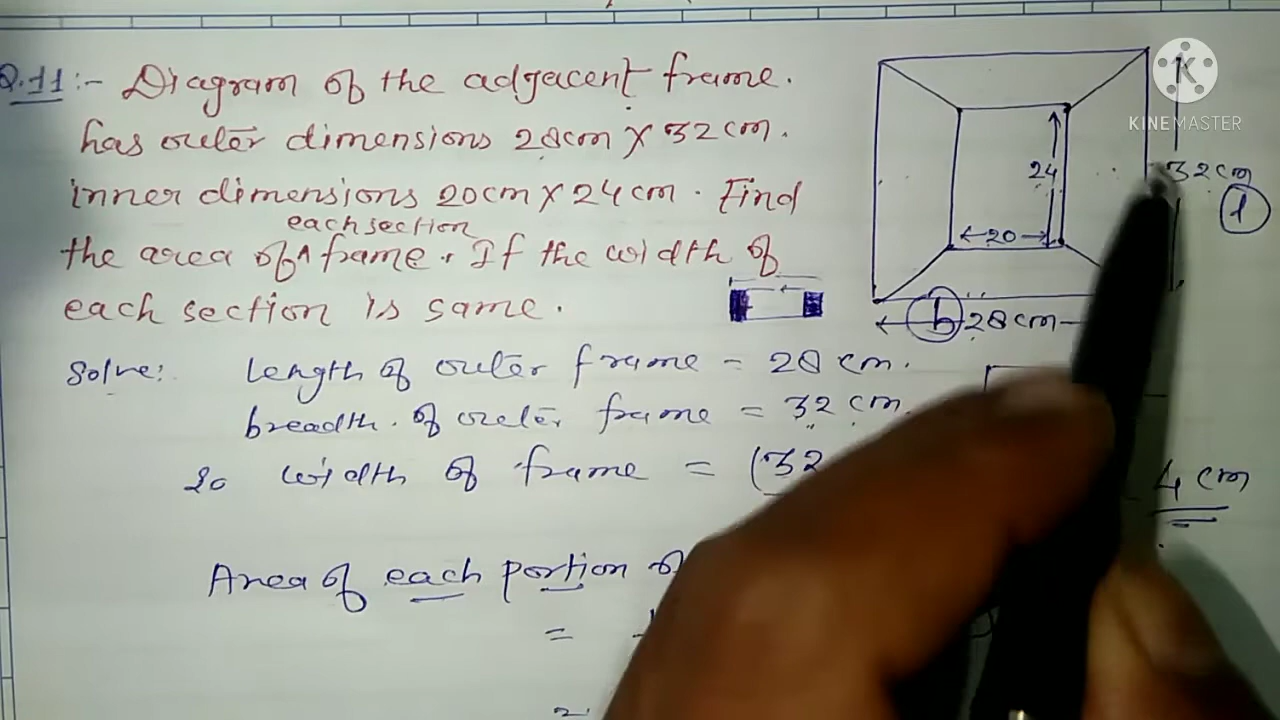 Q.11:- Diagram of the adjacent frame.
has outer dimensions 28cm X 32cm.
inner dimensions 20cm X 24cm. Find
each section
the area of ^ frame. If the width of
each section is same.
24
20
32cm
1
b 28cm
KINEMASTER
Solve: Length of outer frame = 28 cm.
breadth. of outer frame = 32 cm.
So width of frame = (32
4 cm
Area of each portion of
=
=